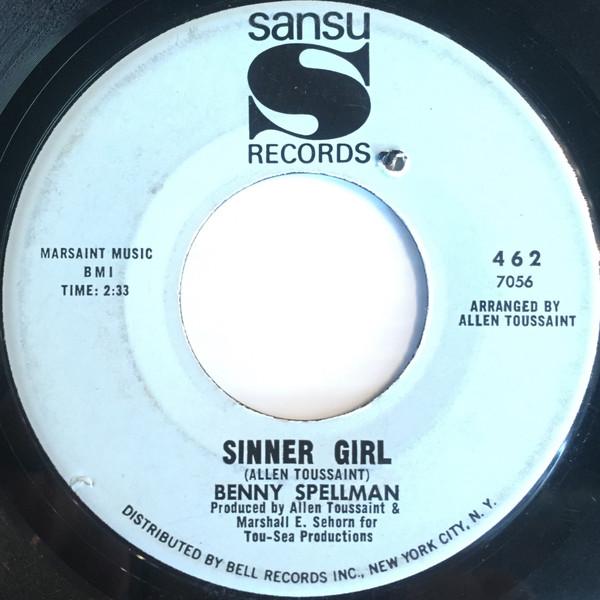 sansu
S
RECORDS
MARSAINT MUSIC
BMI
TIME: 2:33
462
7056
ARRANGED BY
ALLEN TOUSSAINT
SINNER GIRL
(ALLEN TOUSSAINT)
BENNY SPELLMAN
Produced by Allen Toussaint &
Marshall E. Sehorn for
Tou-Sea Productions
DISTRIBUTED BY BELL RECORDS INC., NEW YORK CITY, N. Y.